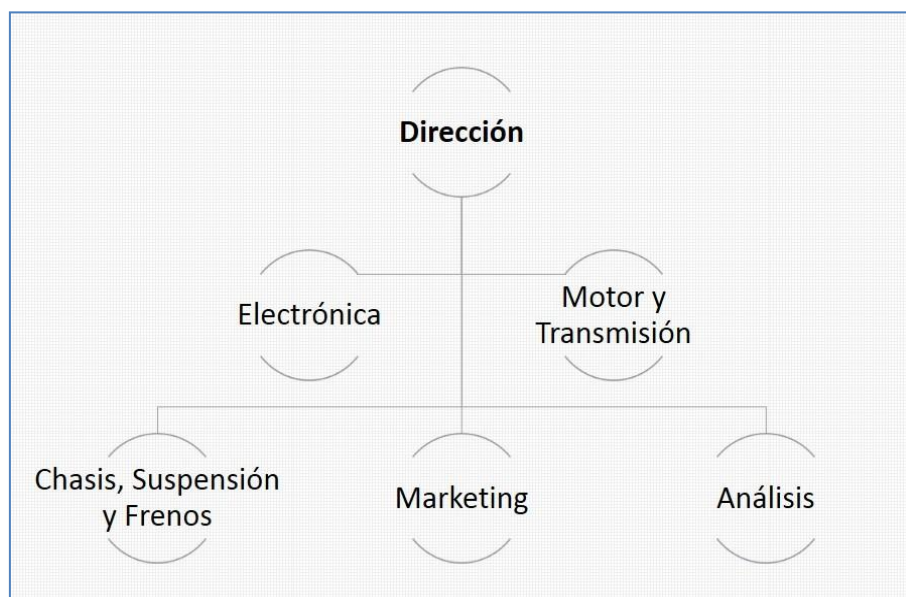 Dirección
Electrónica
Motor y
Transmisión
Chasis, Suspensión
y Frenos
Marketing
Análisis